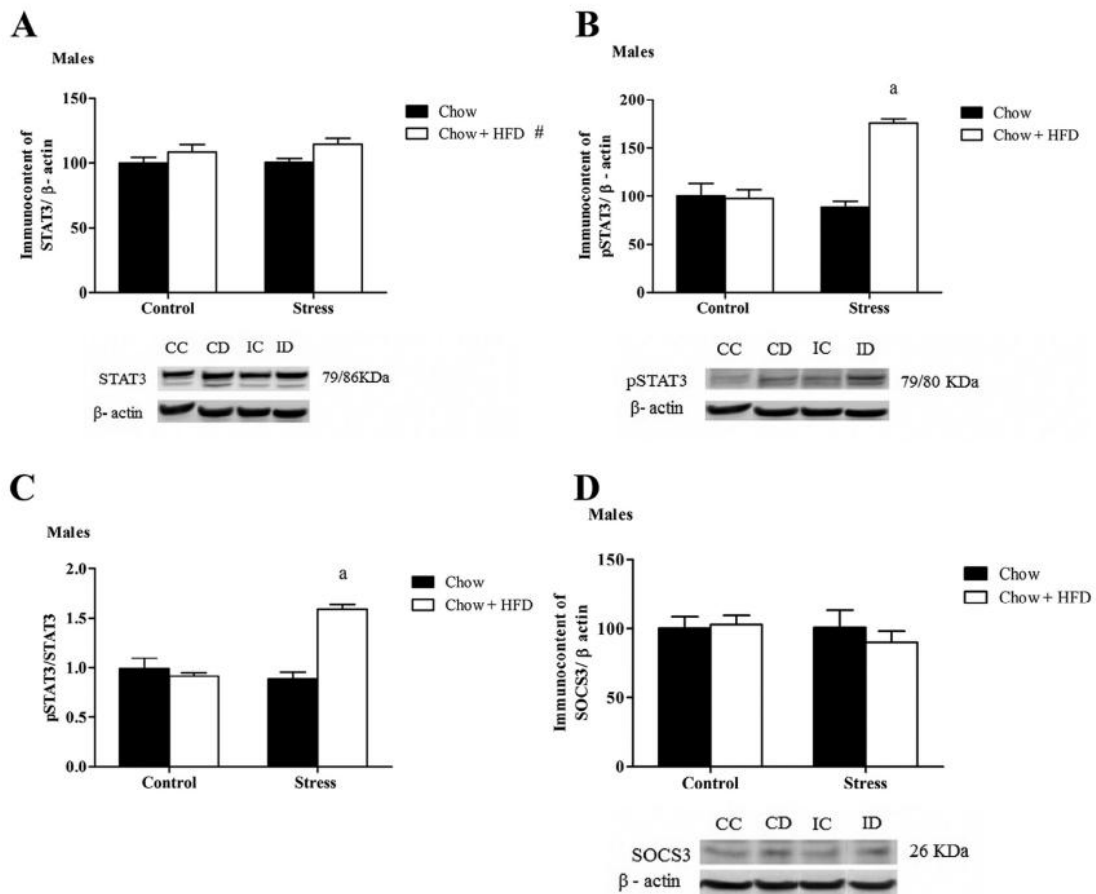 A
Males
Immunocontent of
STAT3/ β- actin
150
100
50
0
Control
Stress
Chow
Chow + HFD #
CC CD IC ID
STAT3
79/86KDa
β- actin
B
Males
Immunocontent of
pSTAT3/ β- actin
200
150
100
50
0
a
Control
Stress
Chow
Chow + HFD
CC CD IC ID
pSTAT3
79/80 KDa
β- actin
C
Males
pSTAT3/STAT3
2.0
1.5
1.0
0.5
0.0
a
Control
Stress
Chow
Chow + HFD
D
Males
Immunocontent of
SOCS3/ β actin
150
100
50
0
Control
Stress
Chow
Chow + HFD
CC CD IC ID
SOCS3
26 KDa
β - actin